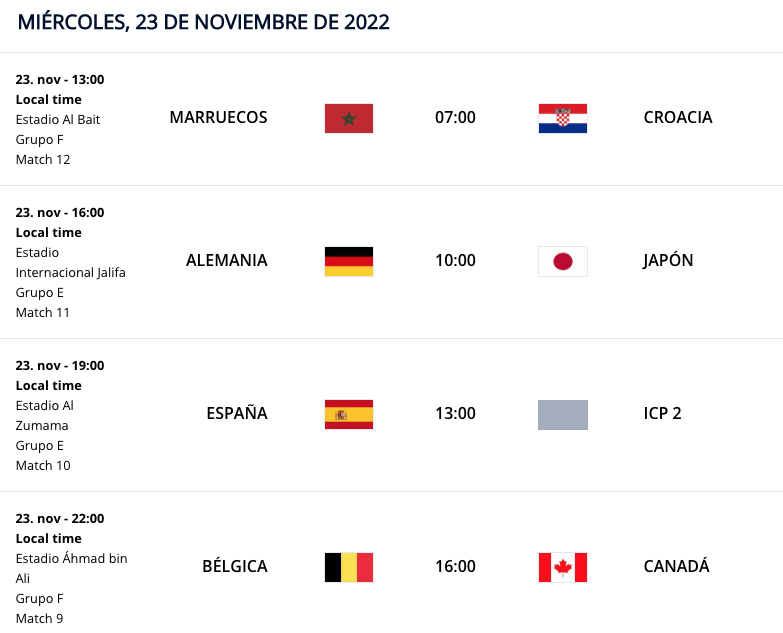 MIÉRCOLES, 23 DE NOVIEMBRE DE 2022
23. nov - 13:00
Local time
Estadio Al Bait
Grupo F
Match 12
MARRUECOS 07:00 CROACIA
23. nov - 16:00
Local time
Estadio
Internacional Jalifa
Grupo E
Match 11
ALEMANIA 10:00 JAPÓN
23. nov - 19:00
Local time
Estadio Al
Zumama
Grupo E
Match 10
ESPAÑA 13:00 ICP 2
23. nov - 22:00
Local time
Estadio Áhmad bin
Ali
Grupo F
Match 9
BÉLGICA 16:00 CANADÁ